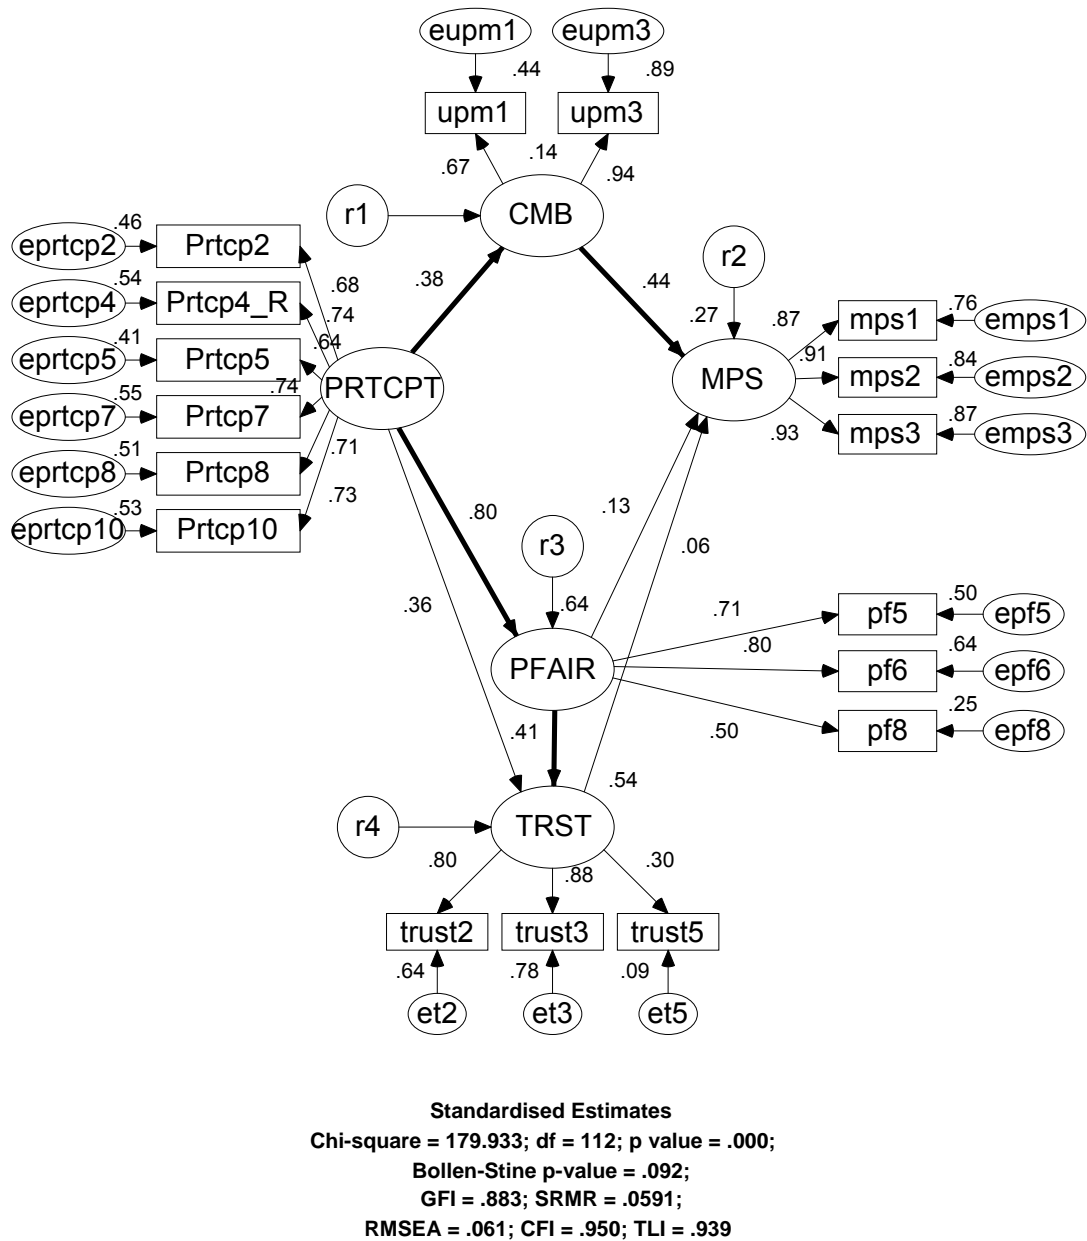 eupm1 eupm3
.44 .89
upm1 upm3
.67 .14 .94
r1 CMB
eprtcp2 .46 Prtcp2
r2
.38 .44
.68
eprtcp4 .54 Prtcp4_R
.74
.27 .87 mps1 .76 emps1
eprtcp5 .41 Prtcp5
.64
.91 mps2 .84 emps2
PRTCPT MPS
.74
eprtcp7 .55 Prtcp7
.93 mps3 .87 emps3
.71
eprtcp8 .51 Prtcp8
.73
eprtcp10 .53 Prtcp10
.80 .13
r3 .06
.36 .64 .71 pf5 .50 epf5
.80 pf6 .64 epf6
PFAIR
.41 .50 pf8 .25 epf8
.54
r4 TRST
.80 .88 .30
trust2 trust3 trust5
.64 .78 .09
et2 et3 et5
Standardised Estimates
Chi-square = 179.933; df = 112; p value = .000;
Bollen-Stine p-value = .092;
GFI = .883; SRMR = .0591;
RMSEA = .061; CFI = .950; TLI = .939